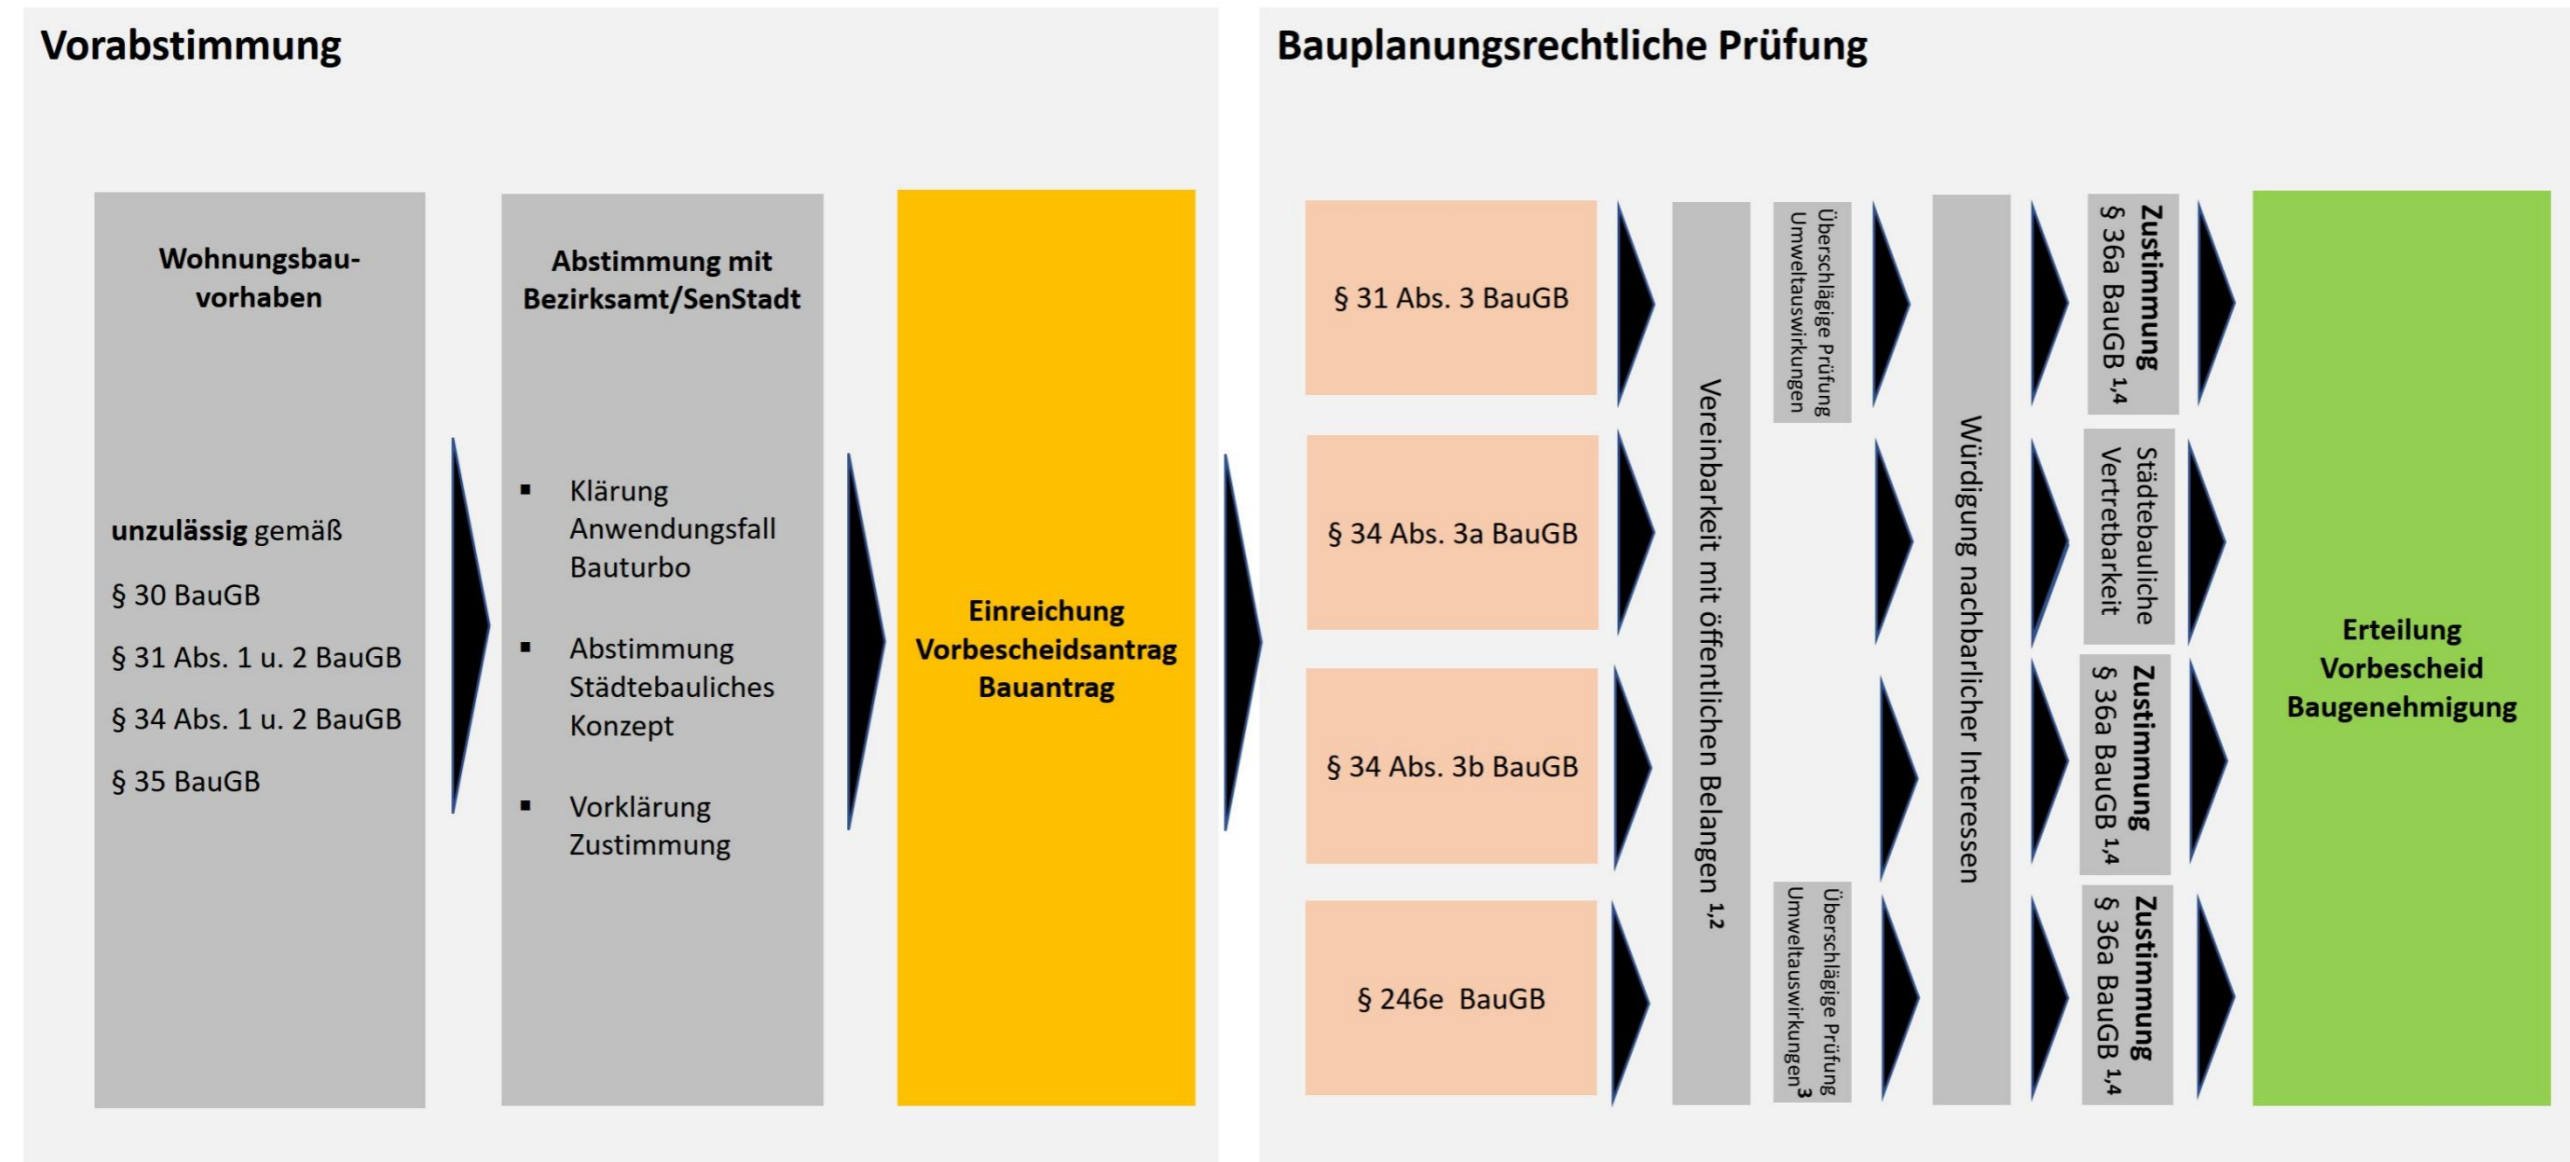 Vorabstimmung
Wohnungsbau-
vorhaben
unzulässig gemäß
§ 30 BauGB
§ 31 Abs. 1 u. 2 BauGB
§ 34 Abs. 1 u. 2 BauGB
§ 35 BauGB
Abstimmung mit
Bezirksamt/SenStadt
▪ Klärung
Anwendungsfall
Bauturbo
▪ Abstimmung
Städtebauliches
Konzept
▪ Vorklärung
Zustimmung
Einreichung
Vorbescheidsantrag
Bauantrag
Bauplanungsrechtliche Prüfung
§ 31 Abs. 3 BauGB
§ 34 Abs. 3a BauGB
§ 34 Abs. 3b BauGB
§ 246e BauGB
Vereinbarkeit mit öffentlichen Belangen 1,2
Überschlägige Prüfung
Umweltauswirkungen
Überschlägige Prüfung
Umweltauswirkungen3
Würdigung nachbarlicher Interessen
Zustimmung
§ 36a BauGB 1,4
Städtebauliche
Vertretbarkeit
Zustimmung
§ 36a BauGB 1,4
Zustimmung
§ 36a BauGB 1,4
Erteilung
Vorbescheid
Baugenehmigung